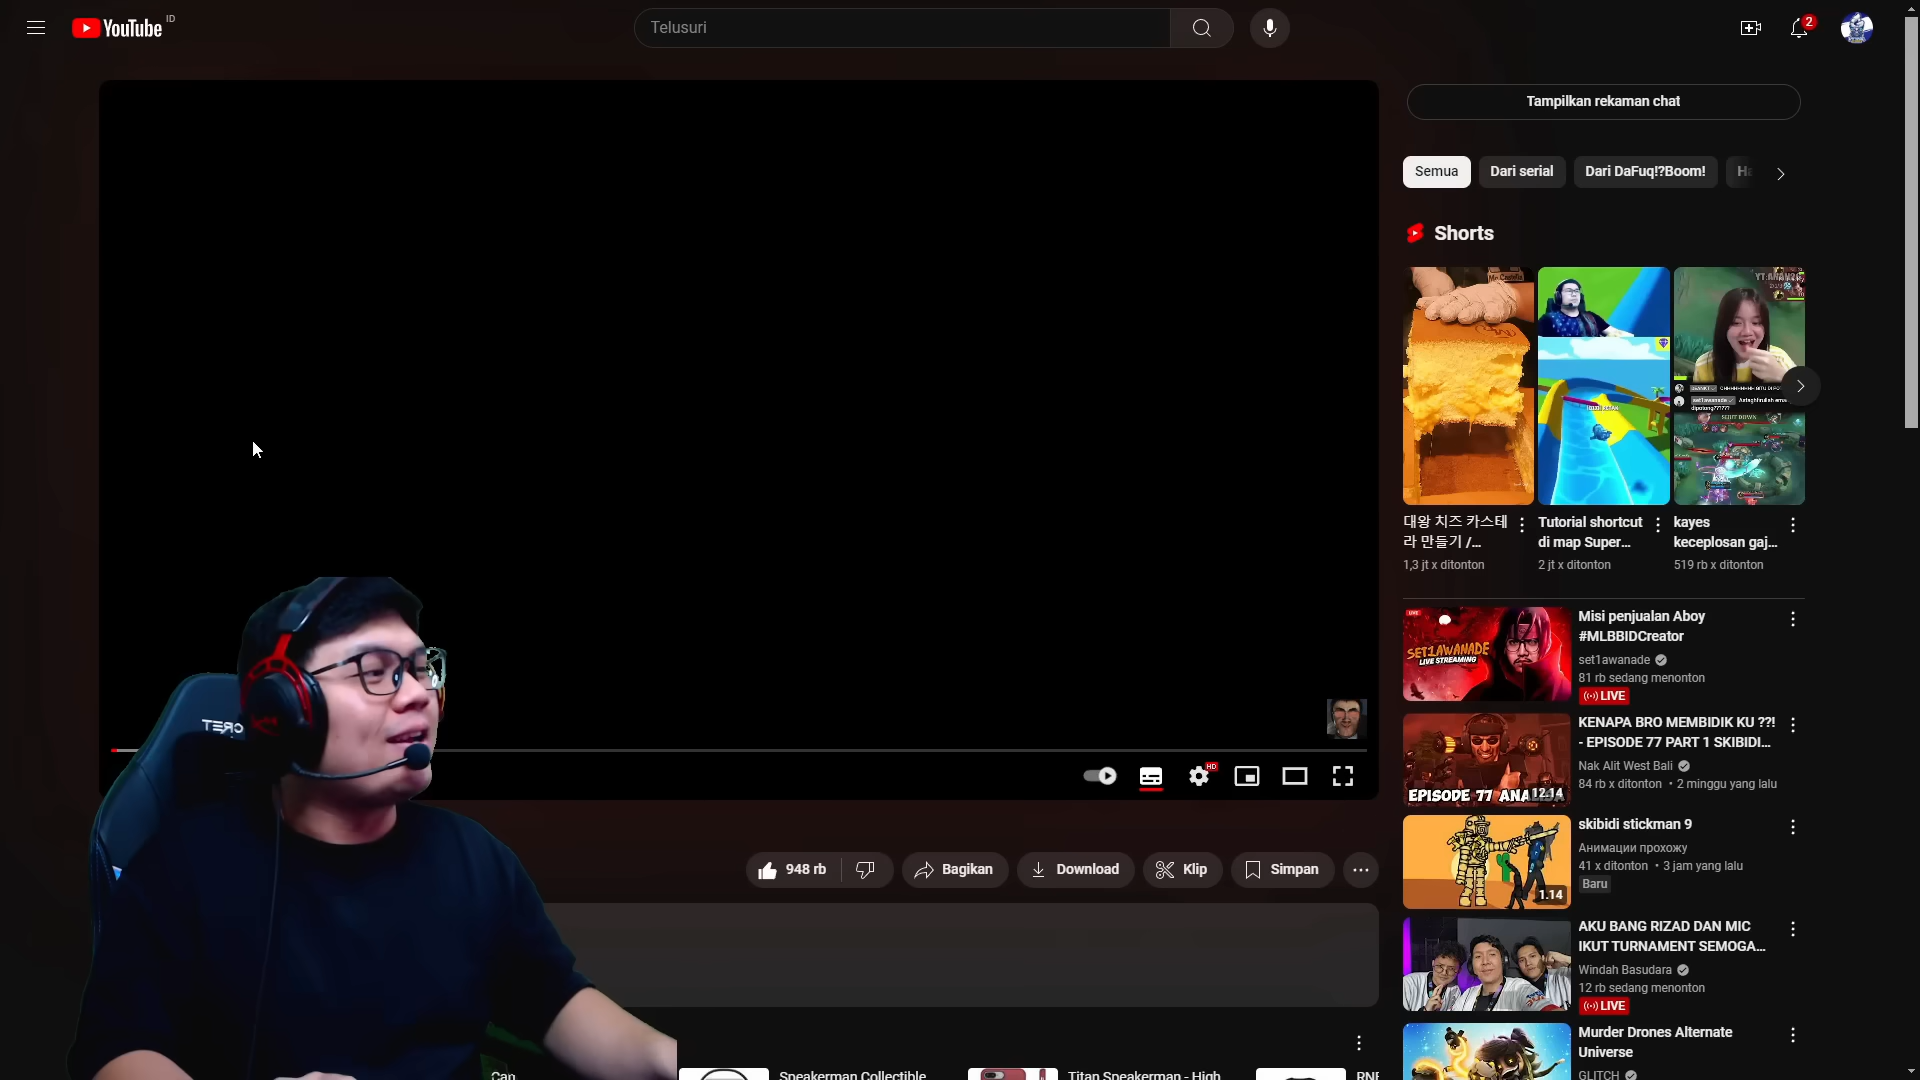 YouTube ID
Telusuri
2
Tampilkan rekaman chat
Semua
Dari serial
Dari DaFuq!?Boom!
Shorts
대왕 치즈 카스테
라 만들기 /...
1,3 jt x ditonton
Tutorial shortcut
di map Super...
2 jt x ditonton
kayes
keceplosan gaj...
519 rb x ditonton
SET1AWANADE
LIVE STREAMING
Misi penjualan Aboy
#MLBBIDCreator
set1awanade
81 rb sedang menonton
LIVE
HD
EPISODE 77
12.14
KENAPA BRO MEMBIDIK KU ??!
- EPISODE 77 PART 1 SKIBIDI...
Nak Alit West Bali
84 rb x ditonton • 2 minggu yang lalu
1.14
skibidi stickman 9
Анимации прохожу
41 x ditonton • 3 jam yang lalu
Baru
948 rb
Bagikan
Download
Klip
Simpan
AKU BANG RIZAD DAN MIC
IKUT TURNAMENT SEMOGA...
Windah Basudara
12 rb sedang menonton
LIVE
Murder Drones Alternate
Universe
GLITCH
Speakerman Collectible
Titan Speakerman - High